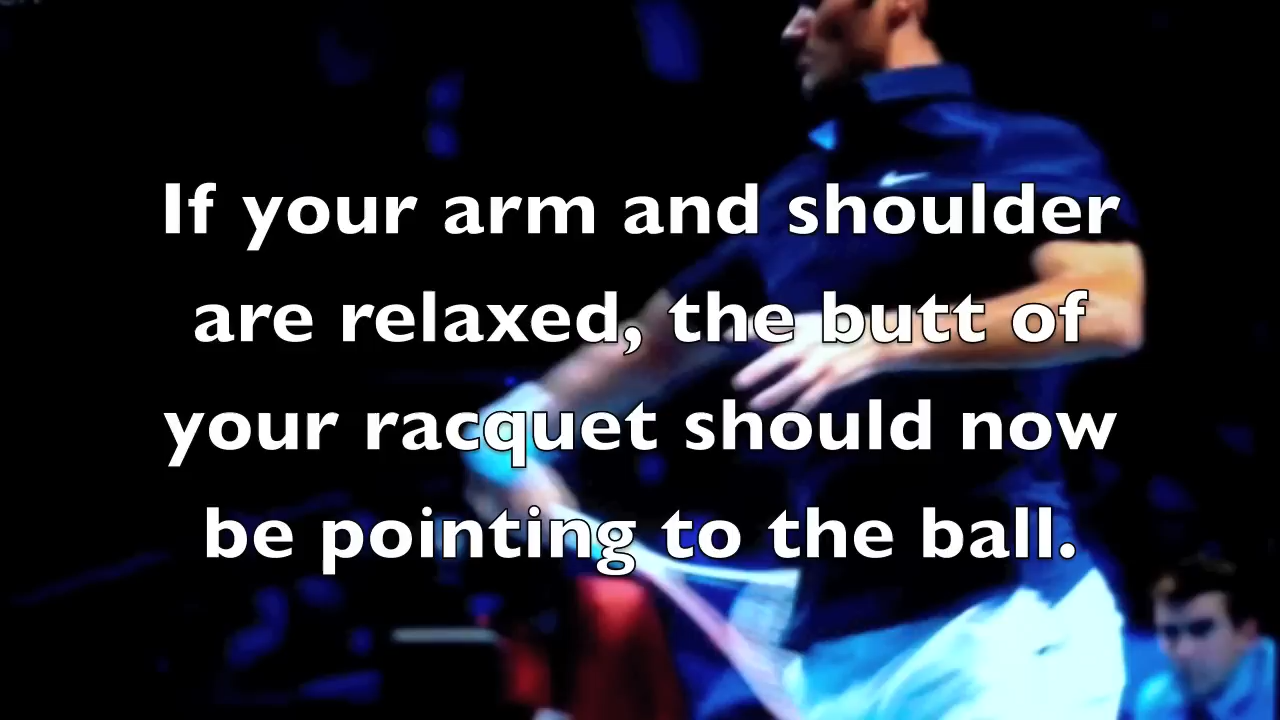 If your arm and shoulder
are relaxed, the butt of
your racquet should now
be pointing to the ball.